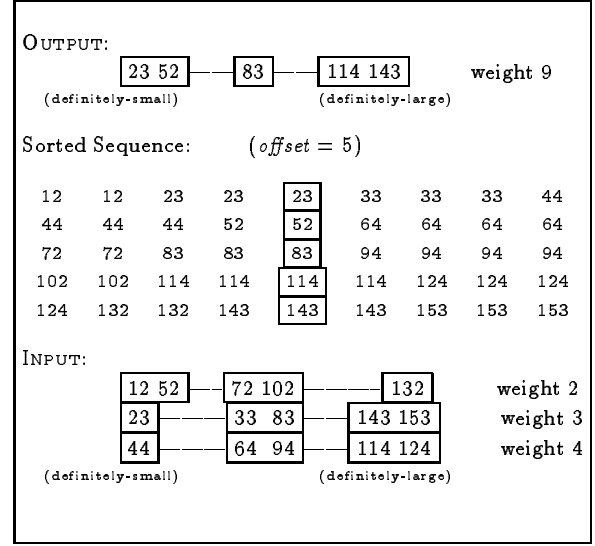 OUTPUT:
23 52 83 114 143 weight 9
(definitely-small) (definitely-large)
Sorted Sequence: (offset = 5)
12 12 23 23 23 33 33 33 44
44 44 44 52 52 64 64 64 64
72 72 83 83 83 94 94 94 94
102 102 114 114 114 114 124 124 124
124 132 132 143 143 143 153 153 153
INPUT:
12 52 72 102 132 weight 2
23 33 83 143 153 weight 3
44 64 94 114 124 weight 4
(definitely-small) (definitely-large)